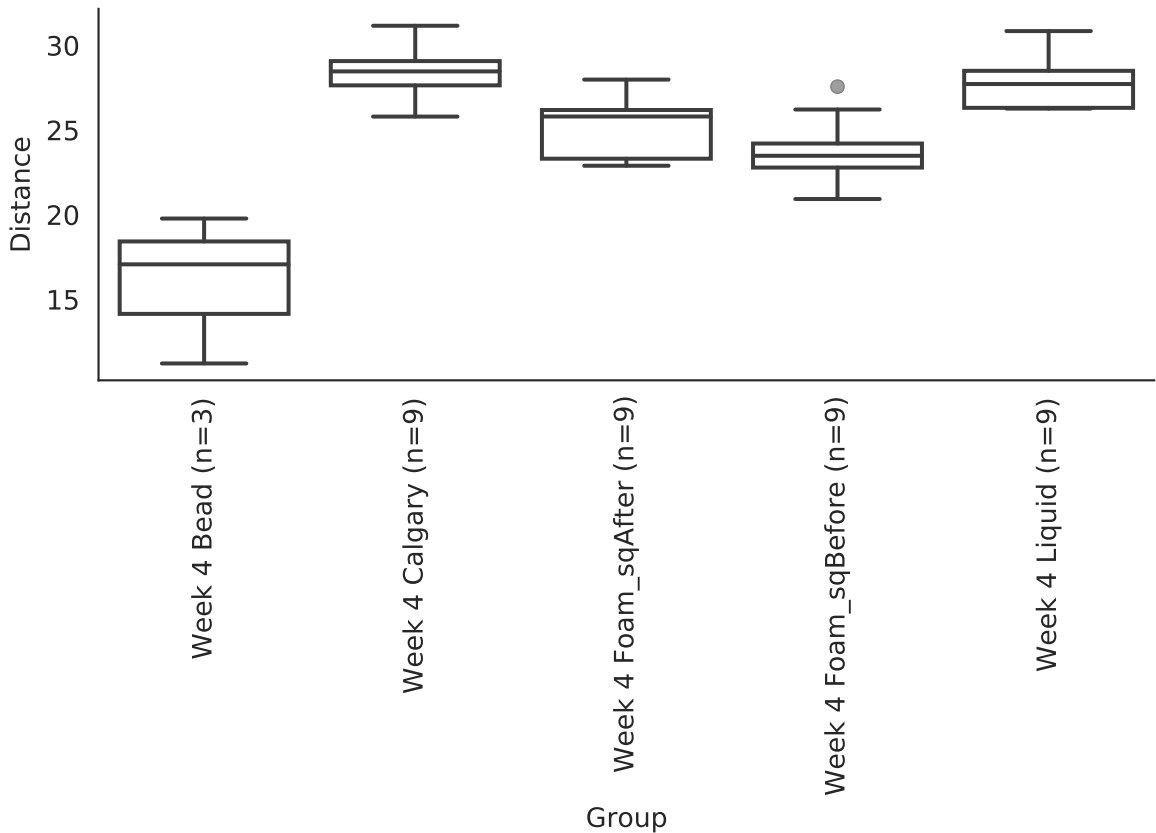 Distance
30
25
20
15
Week 4 Bead (n=3)
Week 4 Calgary (n=9)
Week 4 Foam_sqAfter (n=9)
Week 4 Foam_sqBefore (n=9)
Week 4 Liquid (n=9)
Group